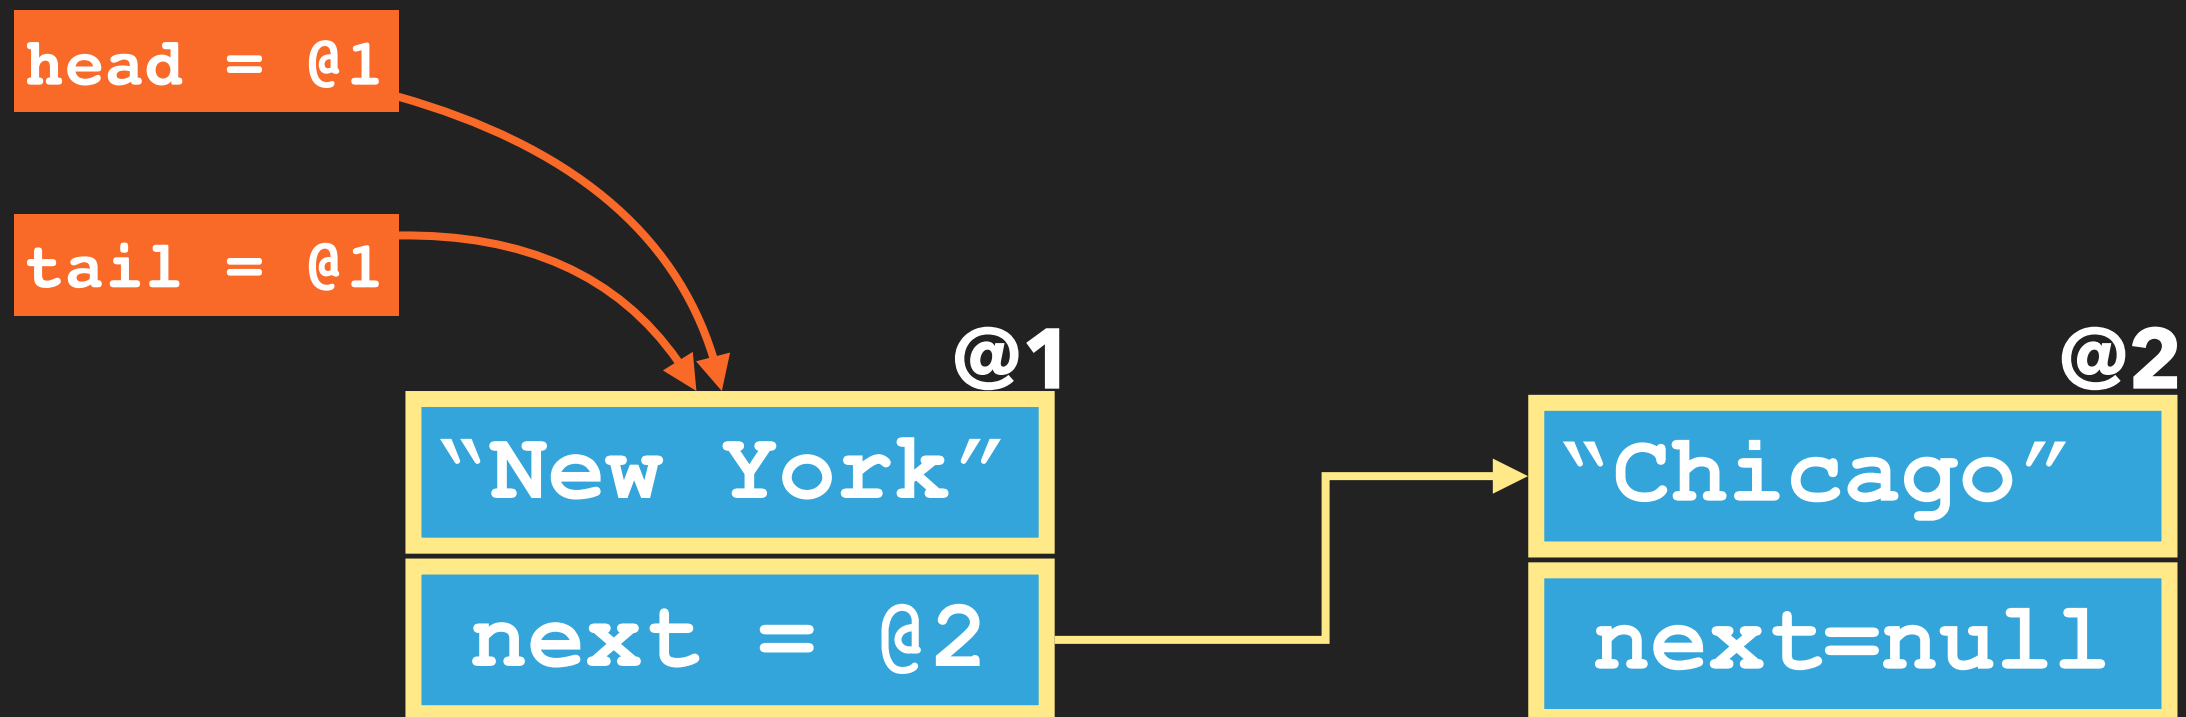 head = @1
tail = @1
@1
@2
“New York”
“Chicago”
next = @2
next=null